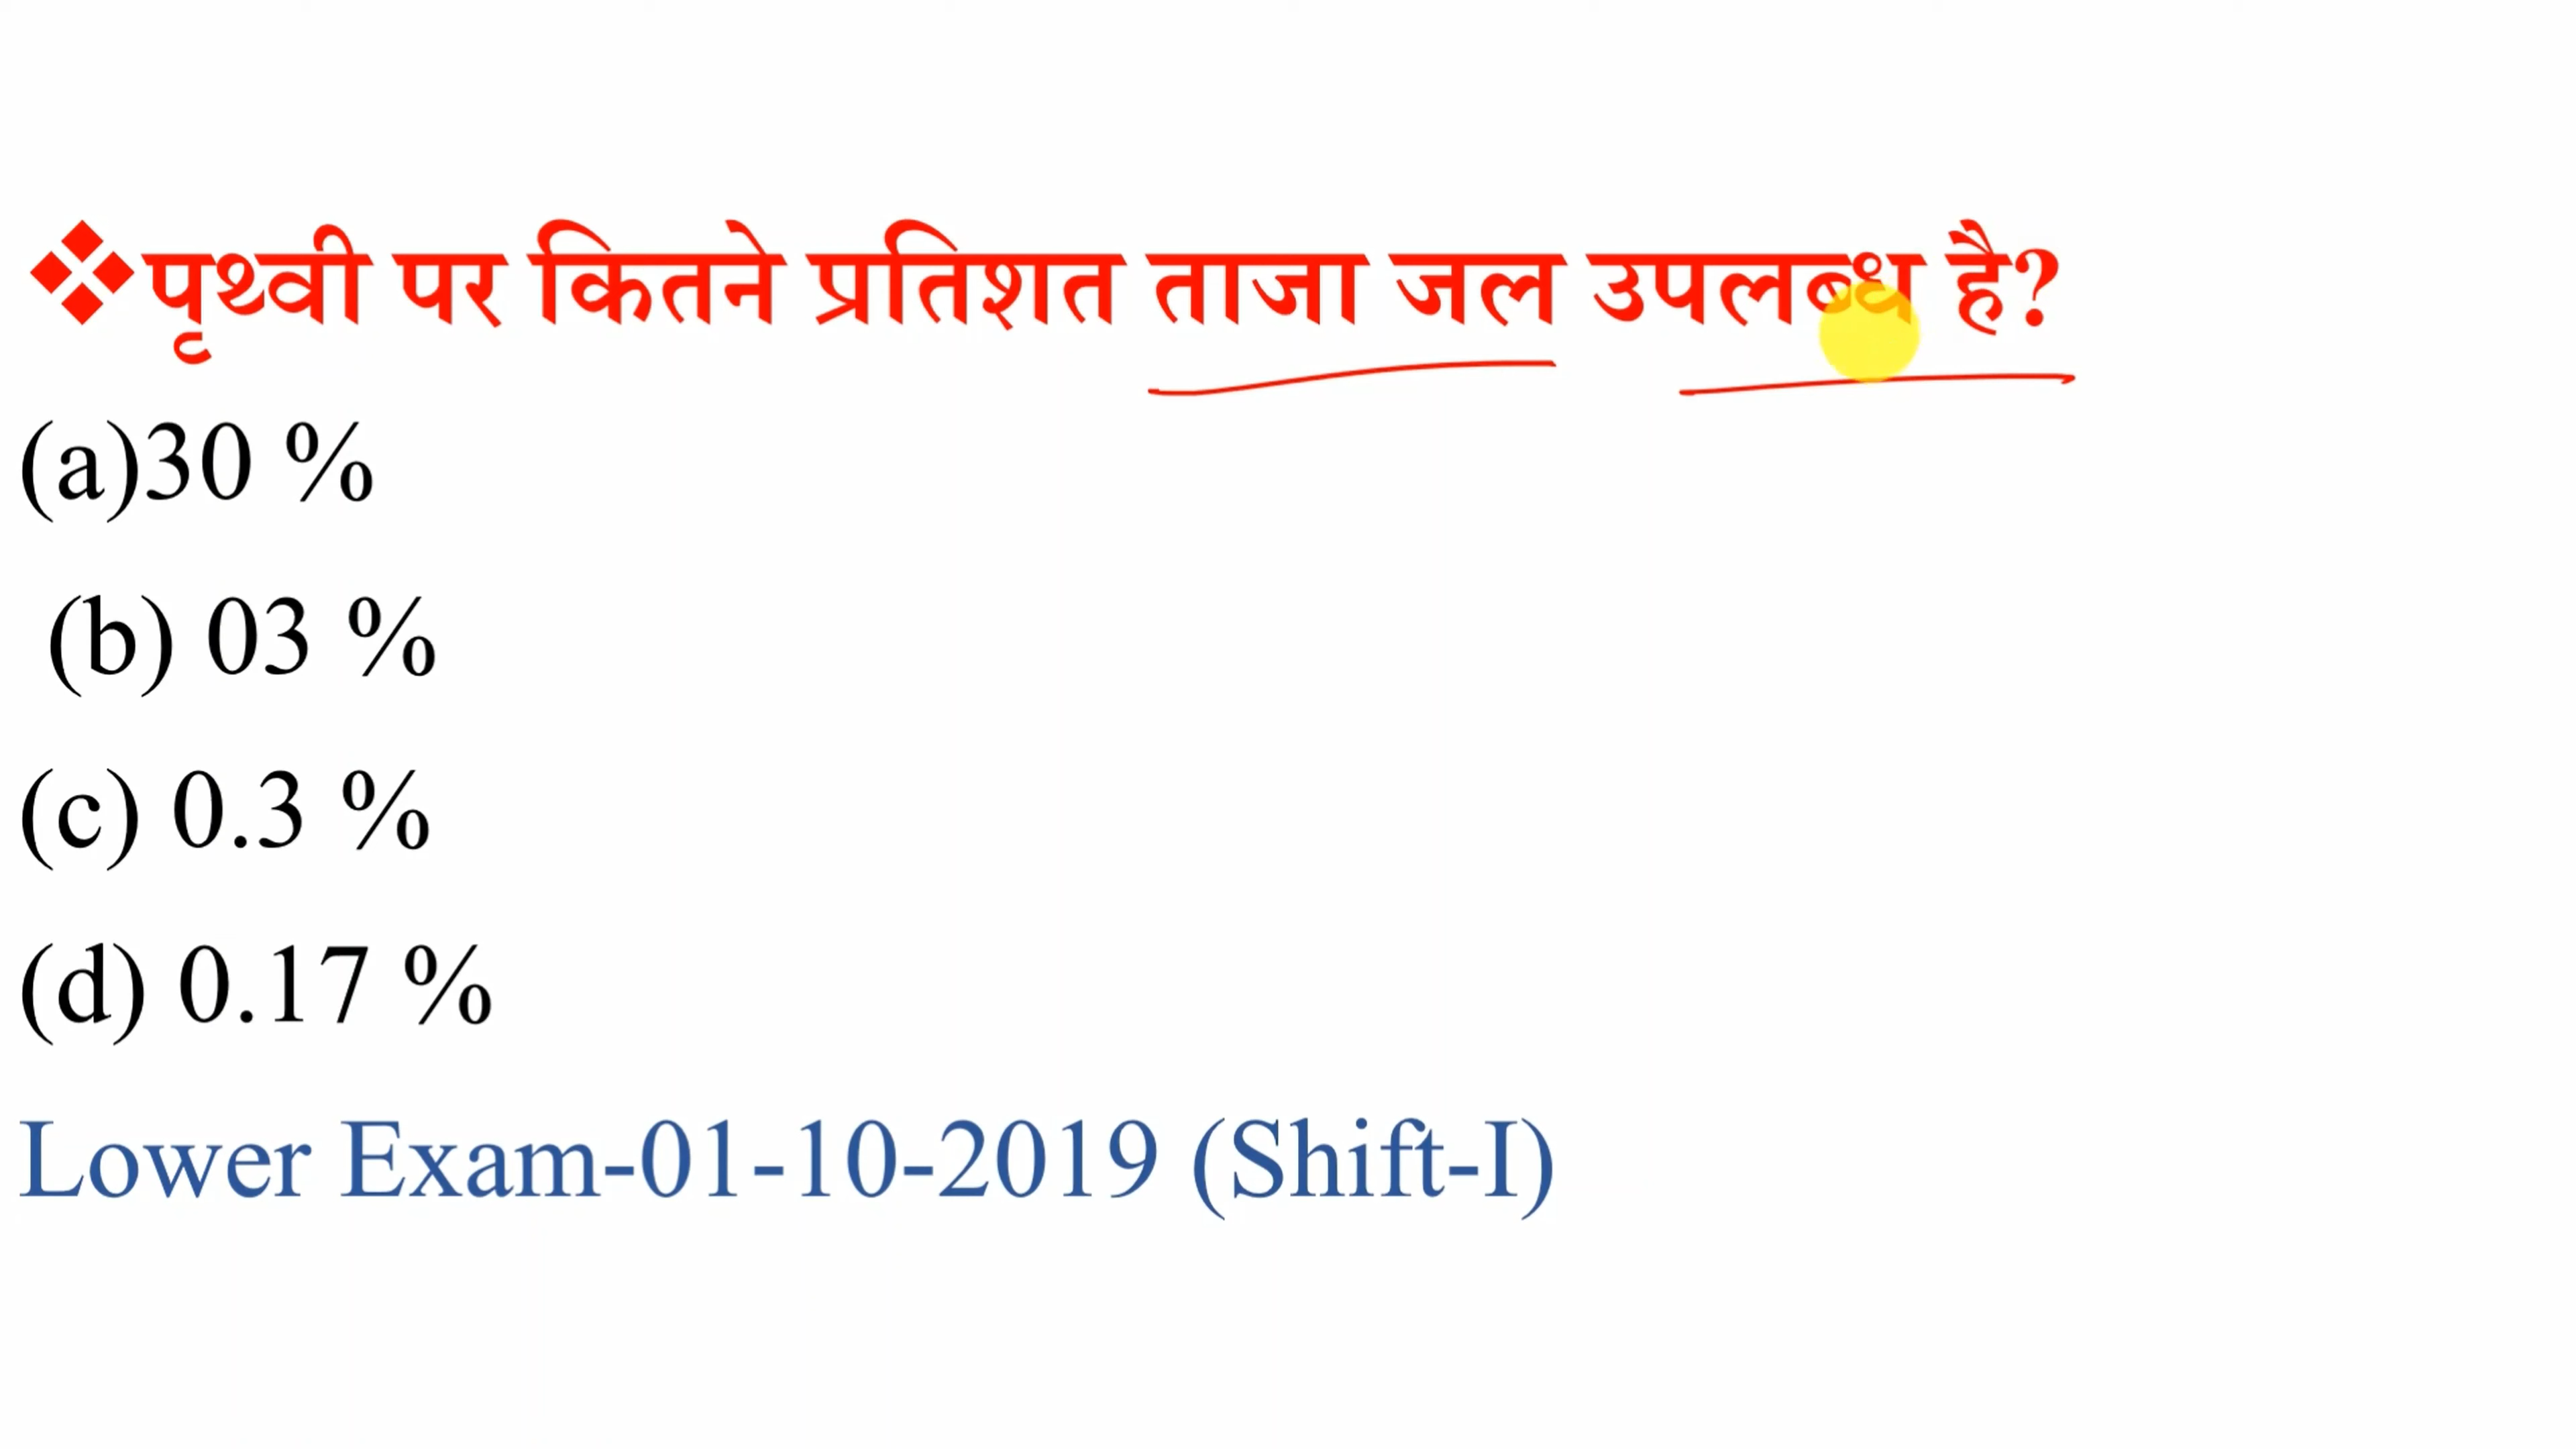 ❖पृथ्वी पर कितने प्रतिशत ताजा जल उपलब्ध है?
(a)30 %
(b) 03 %
(c) 0.3 %
(d) 0.17 %
Lower Exam-01-10-2019 (Shift-I)